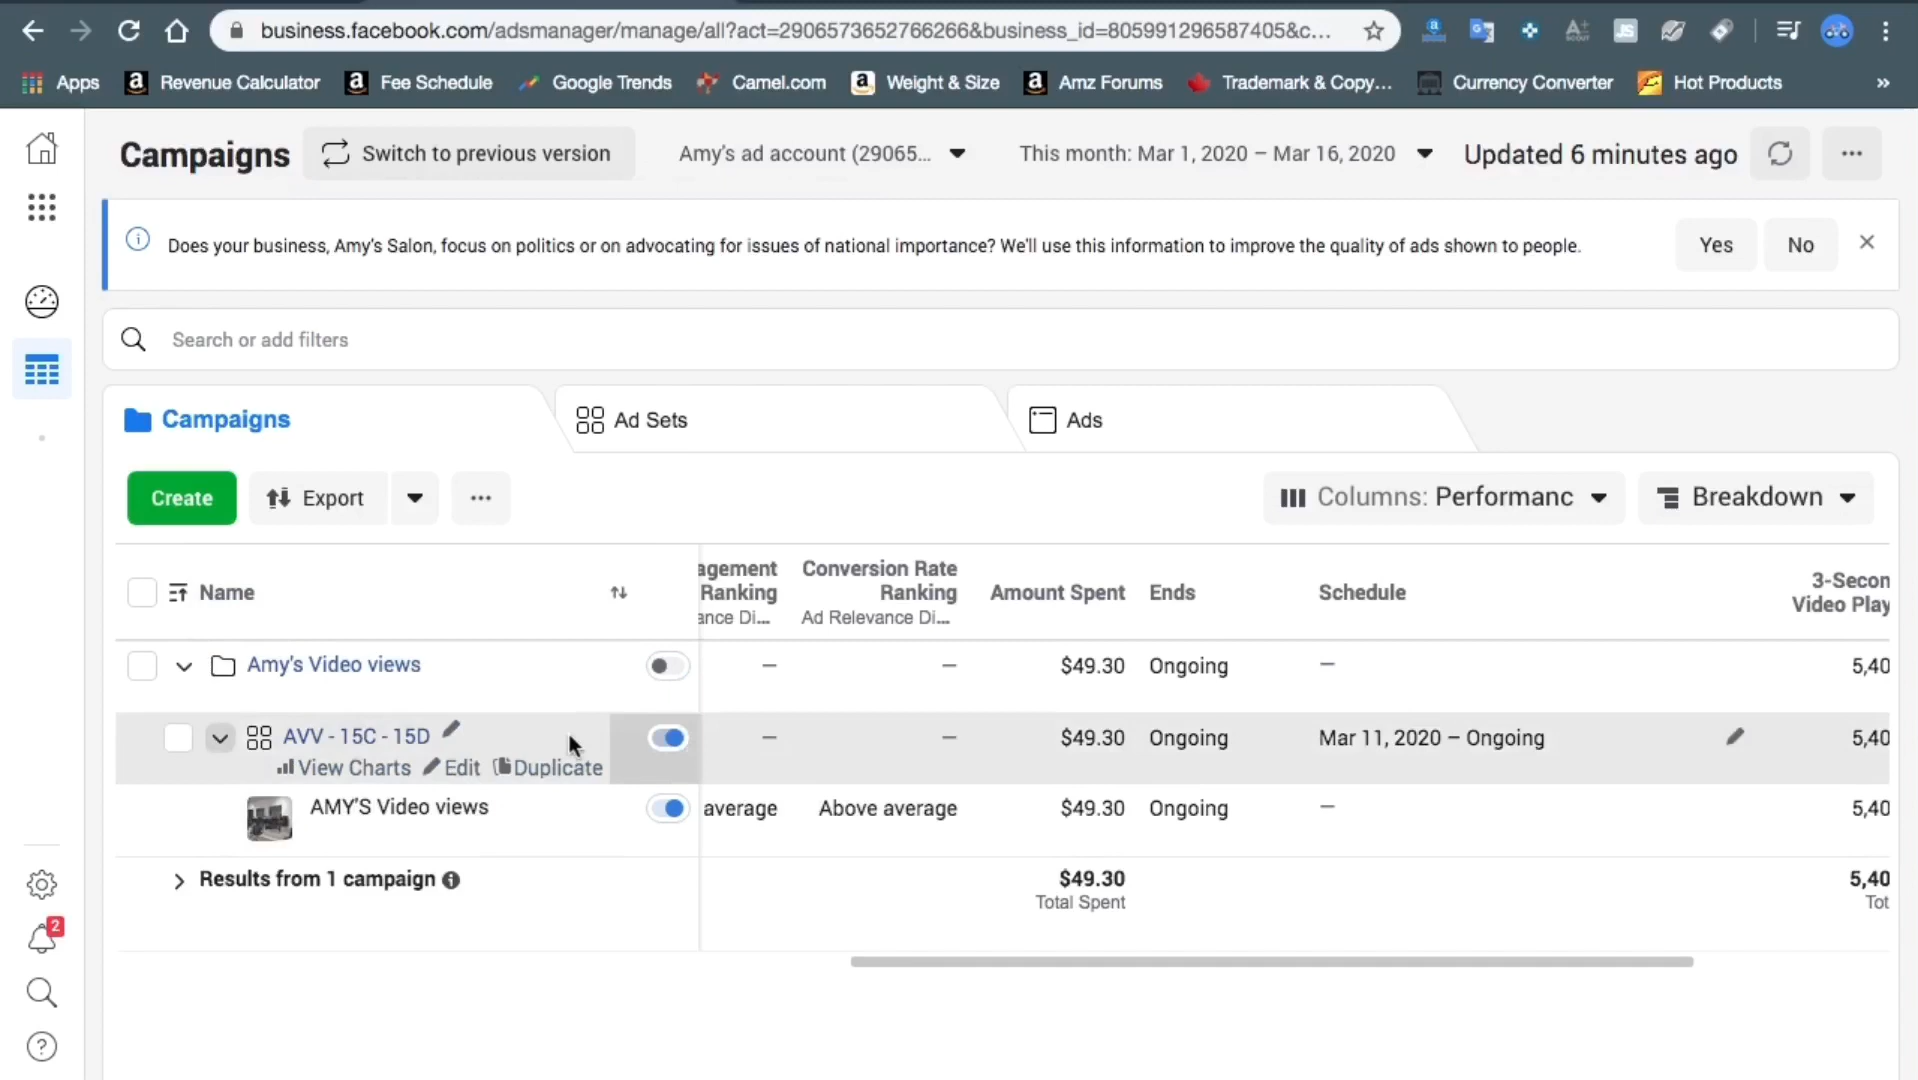 business.facebook.com/adsmanager/manage/all?act=2906573652766266&business_id=805991296587405&c...
Apps
Revenue Calculator
Fee Schedule
Google Trends
Camel.com
Weight & Size
Amz Forums
Trademark & Copy...
Currency Converter
Hot Products
»
Campaigns
Switch to previous version
Amy's ad account (29065...
This month: Mar 1, 2020 – Mar 16, 2020
Updated 6 minutes ago
Does your business, Amy's Salon, focus on politics or on advocating for issues of national importance? We'll use this information to improve the quality of ads shown to people.
Yes
No
Search or add filters
Campaigns
Ad Sets
Ads
Create
Export
Columns: Performanc
Breakdown
Name
agement
Ranking
ance Di...
Conversion Rate
Ranking
Ad Relevance Di...
Amount Spent
Ends
Schedule
3-Secon
Video Play
Amy's Video views
—
—
$49.30
Ongoing
—
5,40
AVV - 15C - 15D
View Charts
Edit
Duplicate
—
—
$49.30
Ongoing
Mar 11, 2020 – Ongoing
5,40
AMY'S Video views
average
Above average
$49.30
Ongoing
—
5,40
Results from 1 campaign
$49.30
Total Spent
5,40
Tot
2